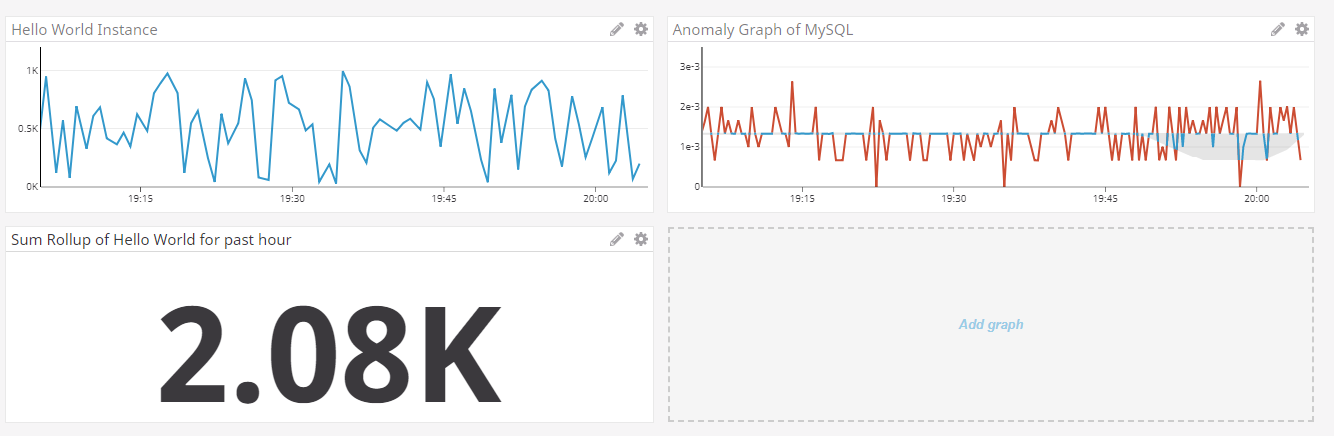 Hello World Instance
1K
0.5K
0K
19:15 19:30 19:45 20:00
Anomaly Graph of MySQL
3e-3
2e-3
1e-3
0
19:15 19:30 19:45 20:00
Sum Rollup of Hello World for past hour
2.08K
Add graph